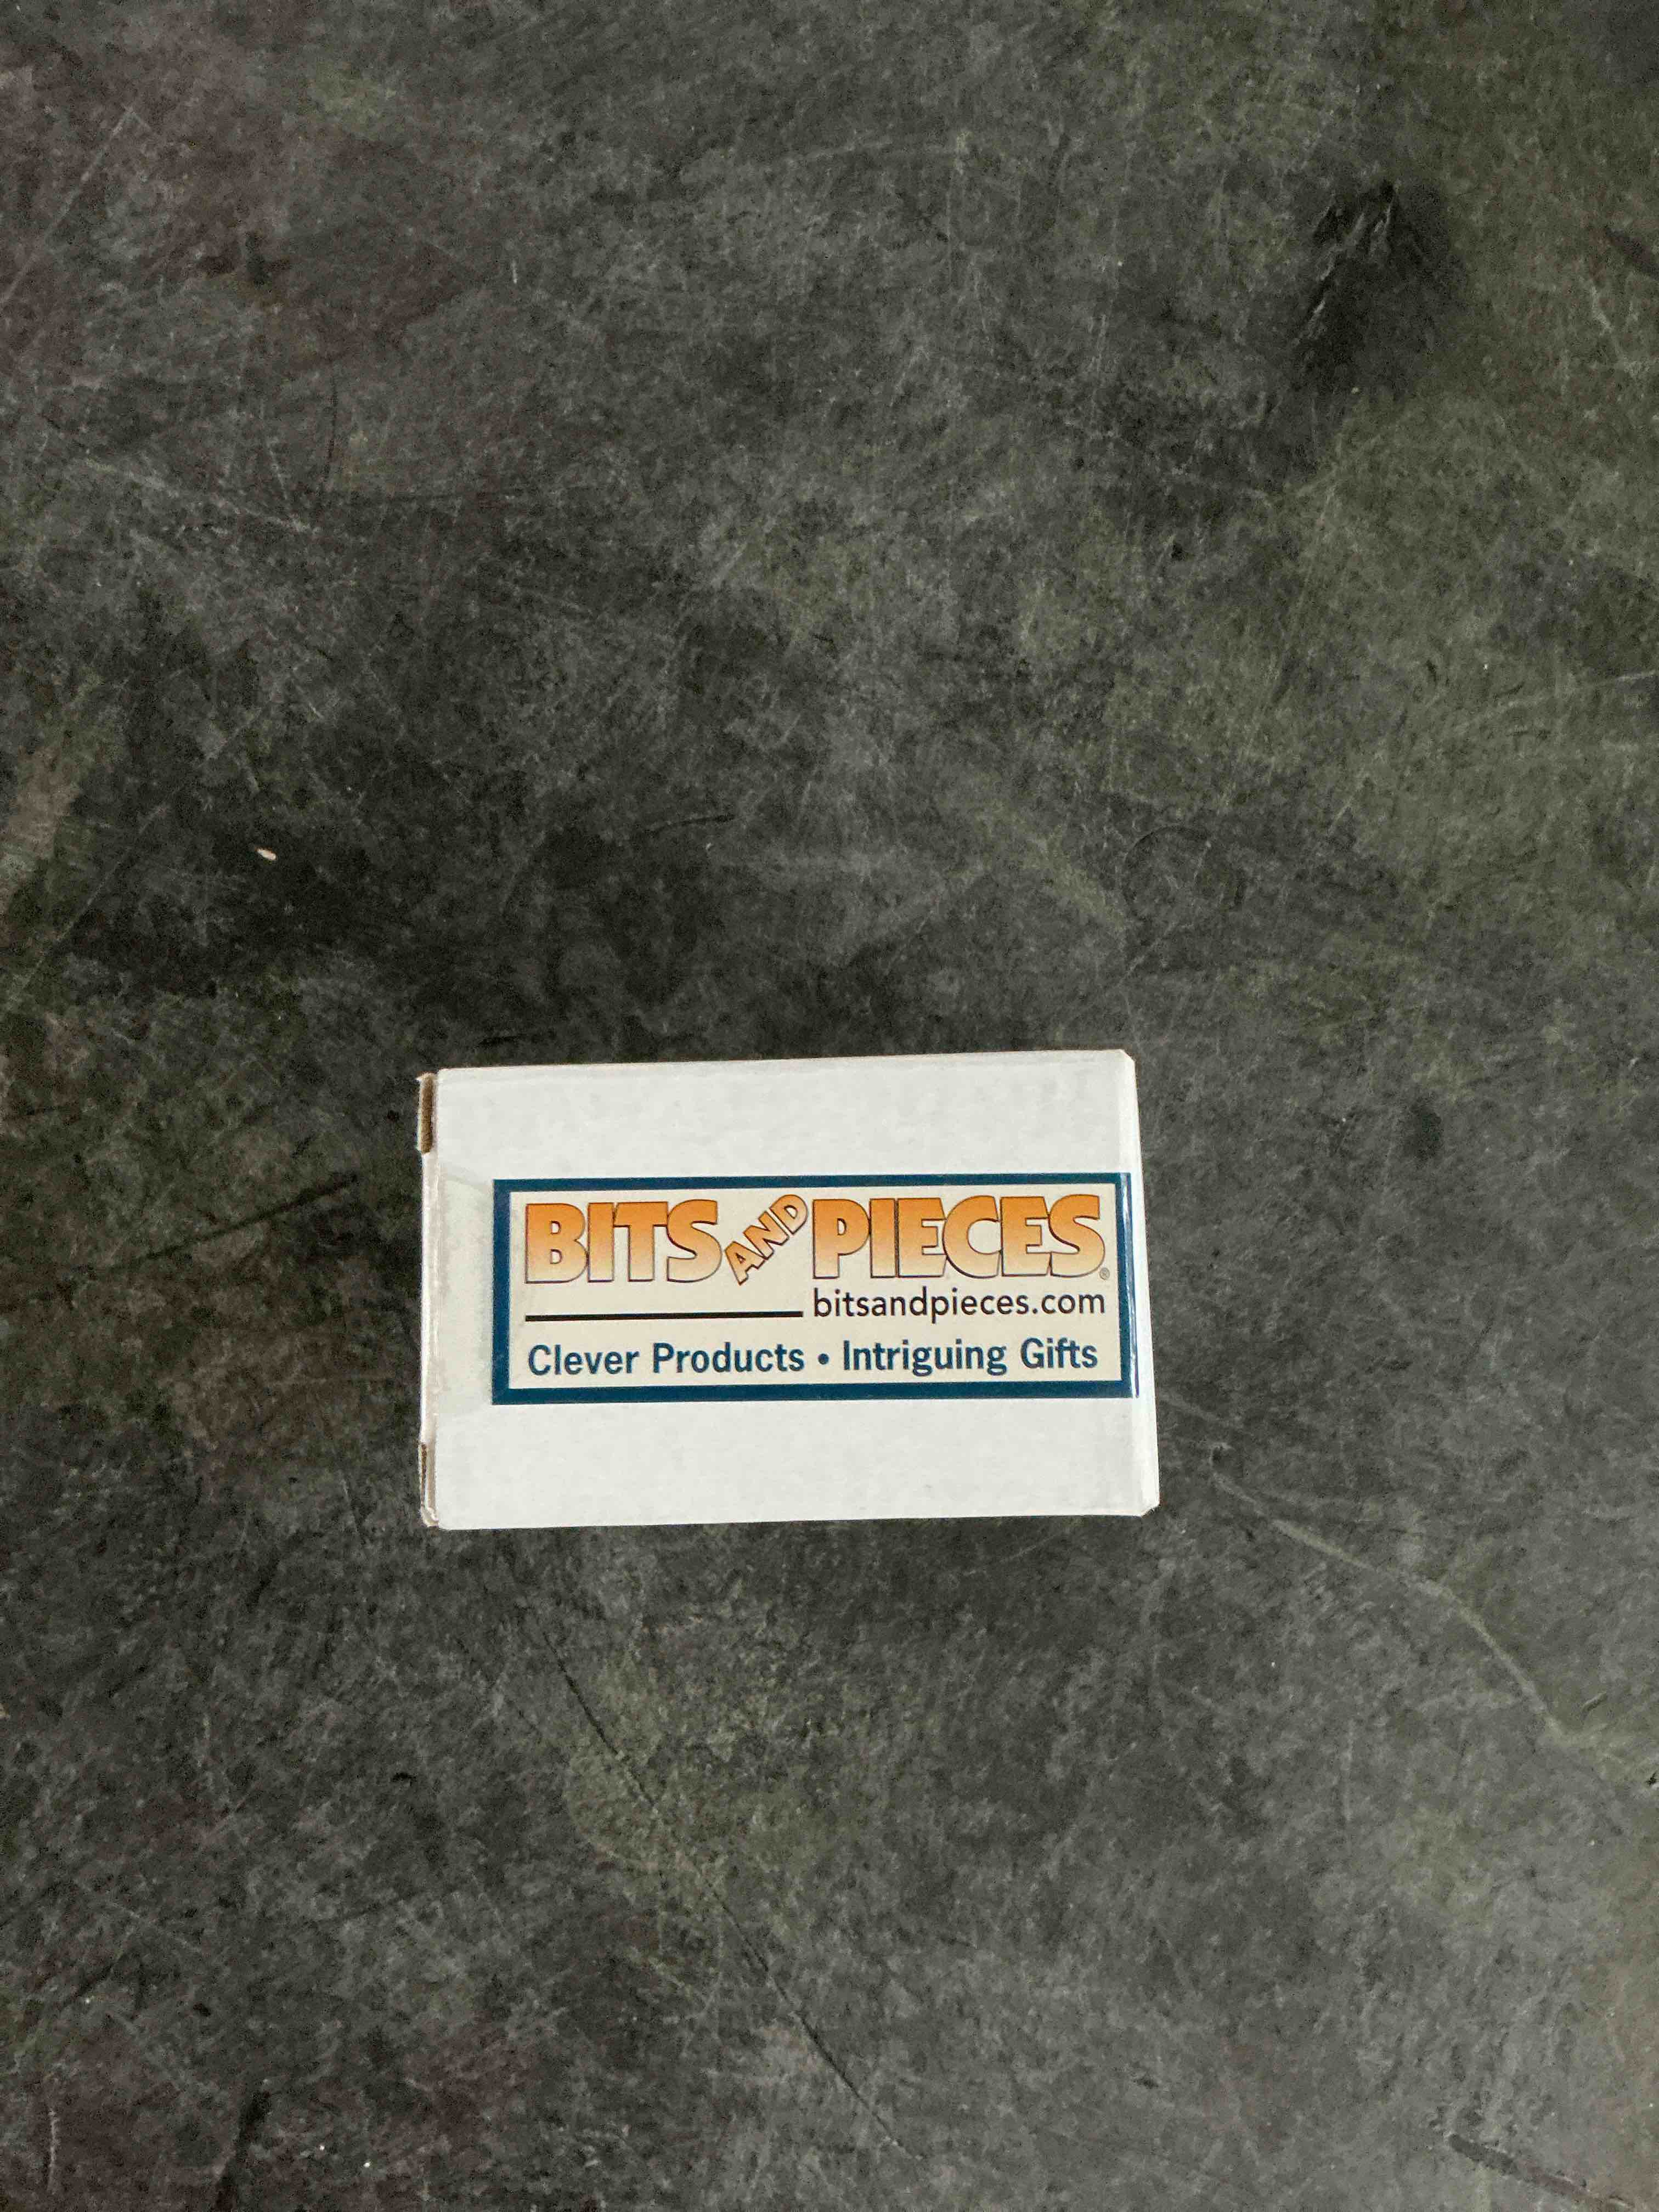 BITS AND PIECES®
bitsandpieces.com
Clever Products • Intriguing Gifts